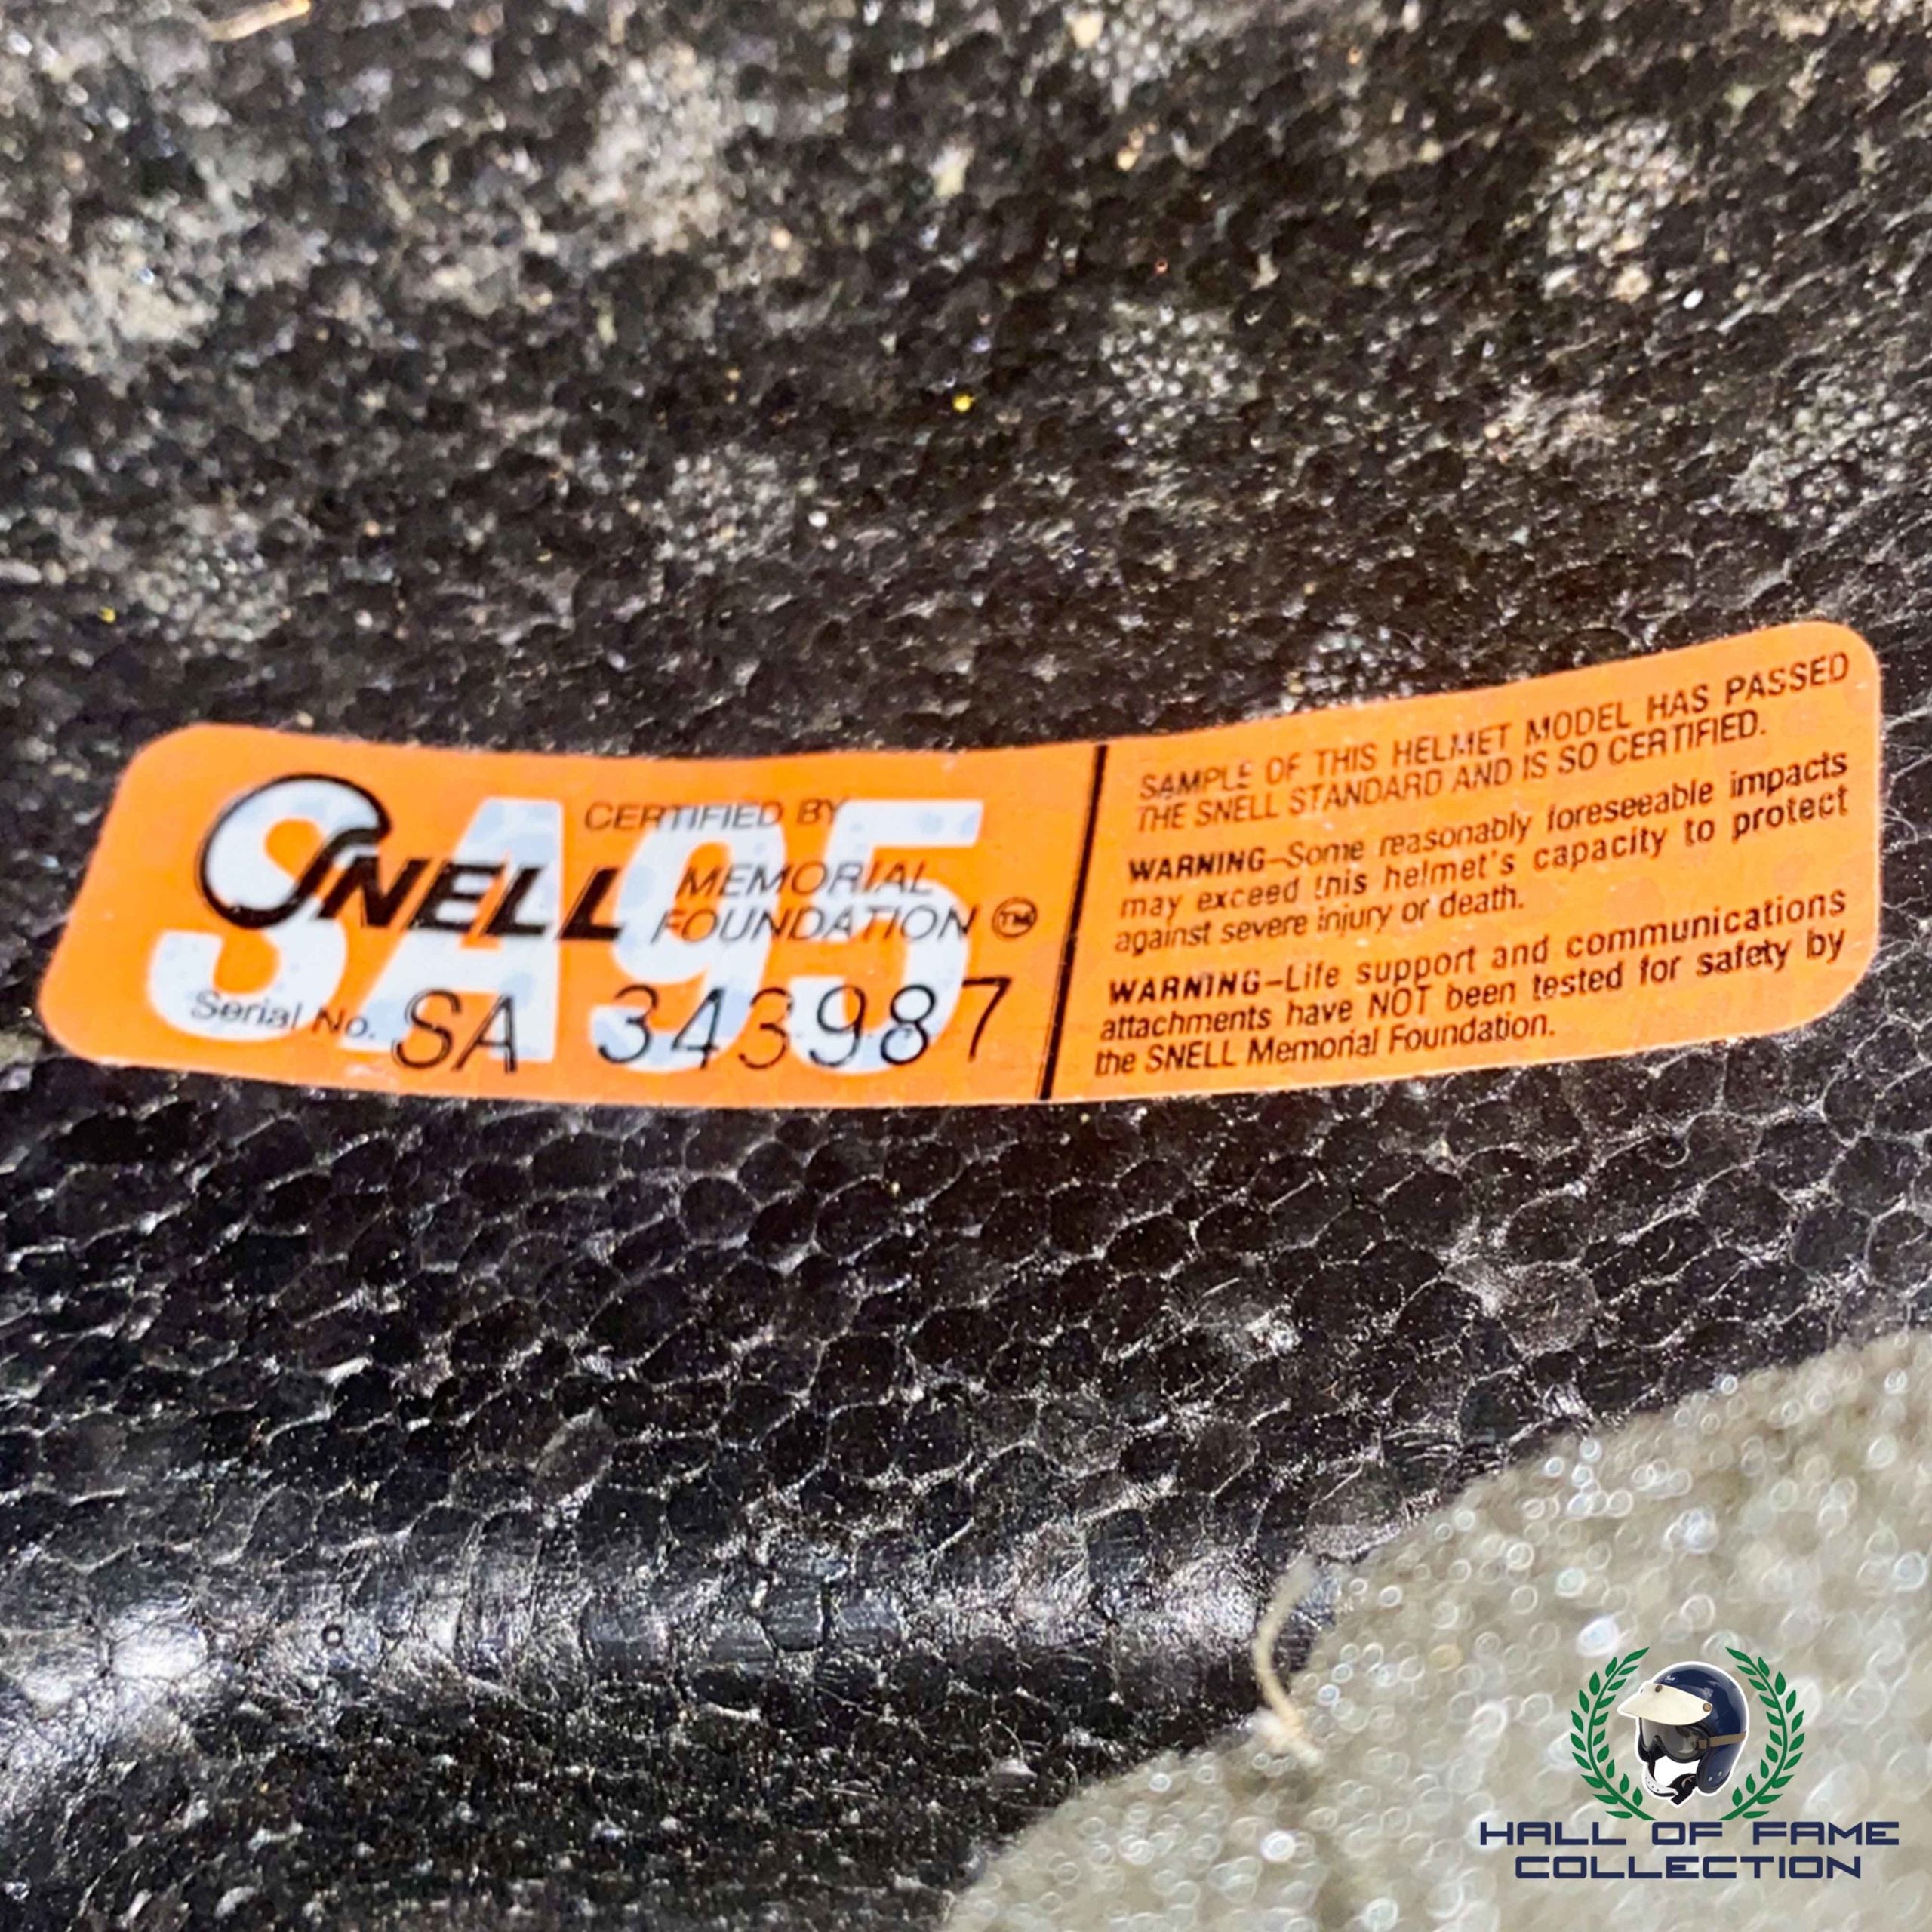 SA95
CERTIFIED BY
SNELL MEMORIAL
FOUNDATION TM
Serial No. SA 343987
SAMPLE OF THIS HELMET MODEL HAS PASSED
THE SNELL STANDARD AND IS SO CERTIFIED.
WARNING–Some reasonably foreseeable impacts
may exceed this helmet's capacity to protect
against severe injury or death.
WARNING–Life support and communications
attachments have NOT been tested for safety by
the SNELL Memorial Foundation.
HALL OF FAME
COLLECTION